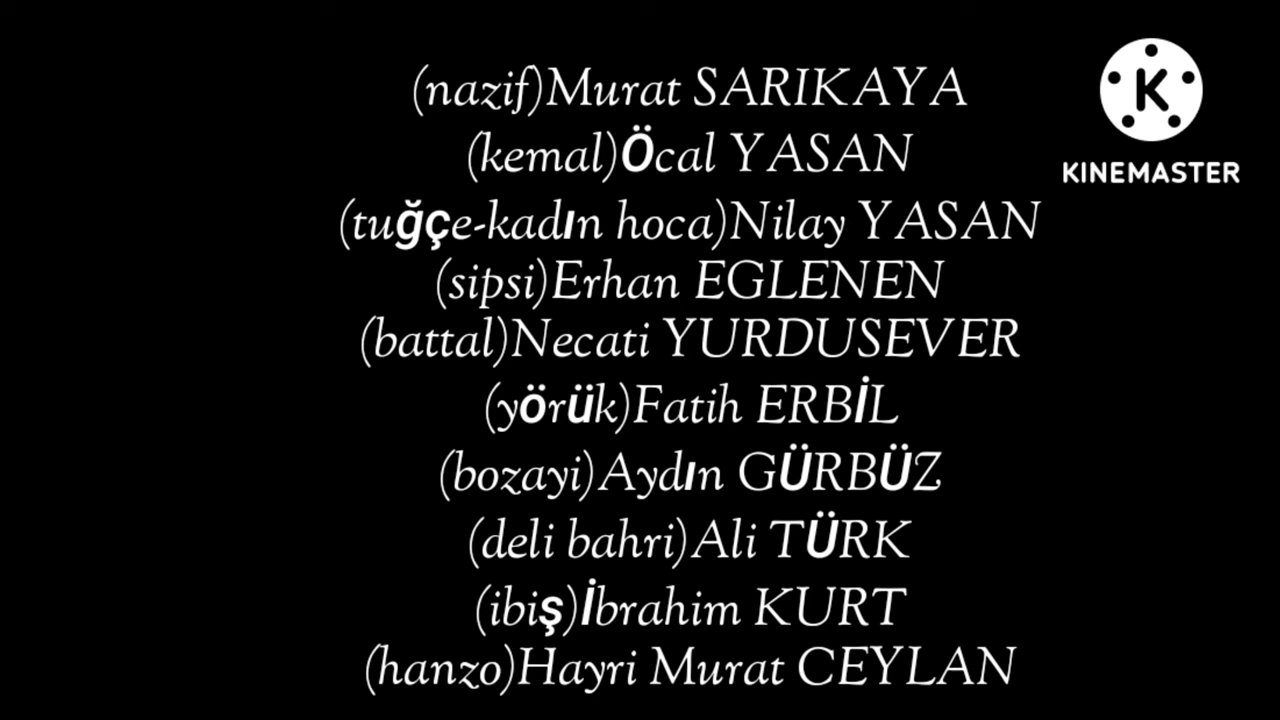 (nazif)Murat SARIKAYA
(kemal)Öcal YASAN
(tuğçe-kadın hoca)Nilay YASAN
(sipsi)Erhan EGLENEN
(battal)Necati YURDUSEVER
(yörük)Fatih ERBİL
(bozayi)Aydın GÜRBÜZ
(deli bahri)Ali TÜRK
(ibiş)İbrahim KURT
(hanzo)Hayri Murat CEYLAN
K
KINEMASTER